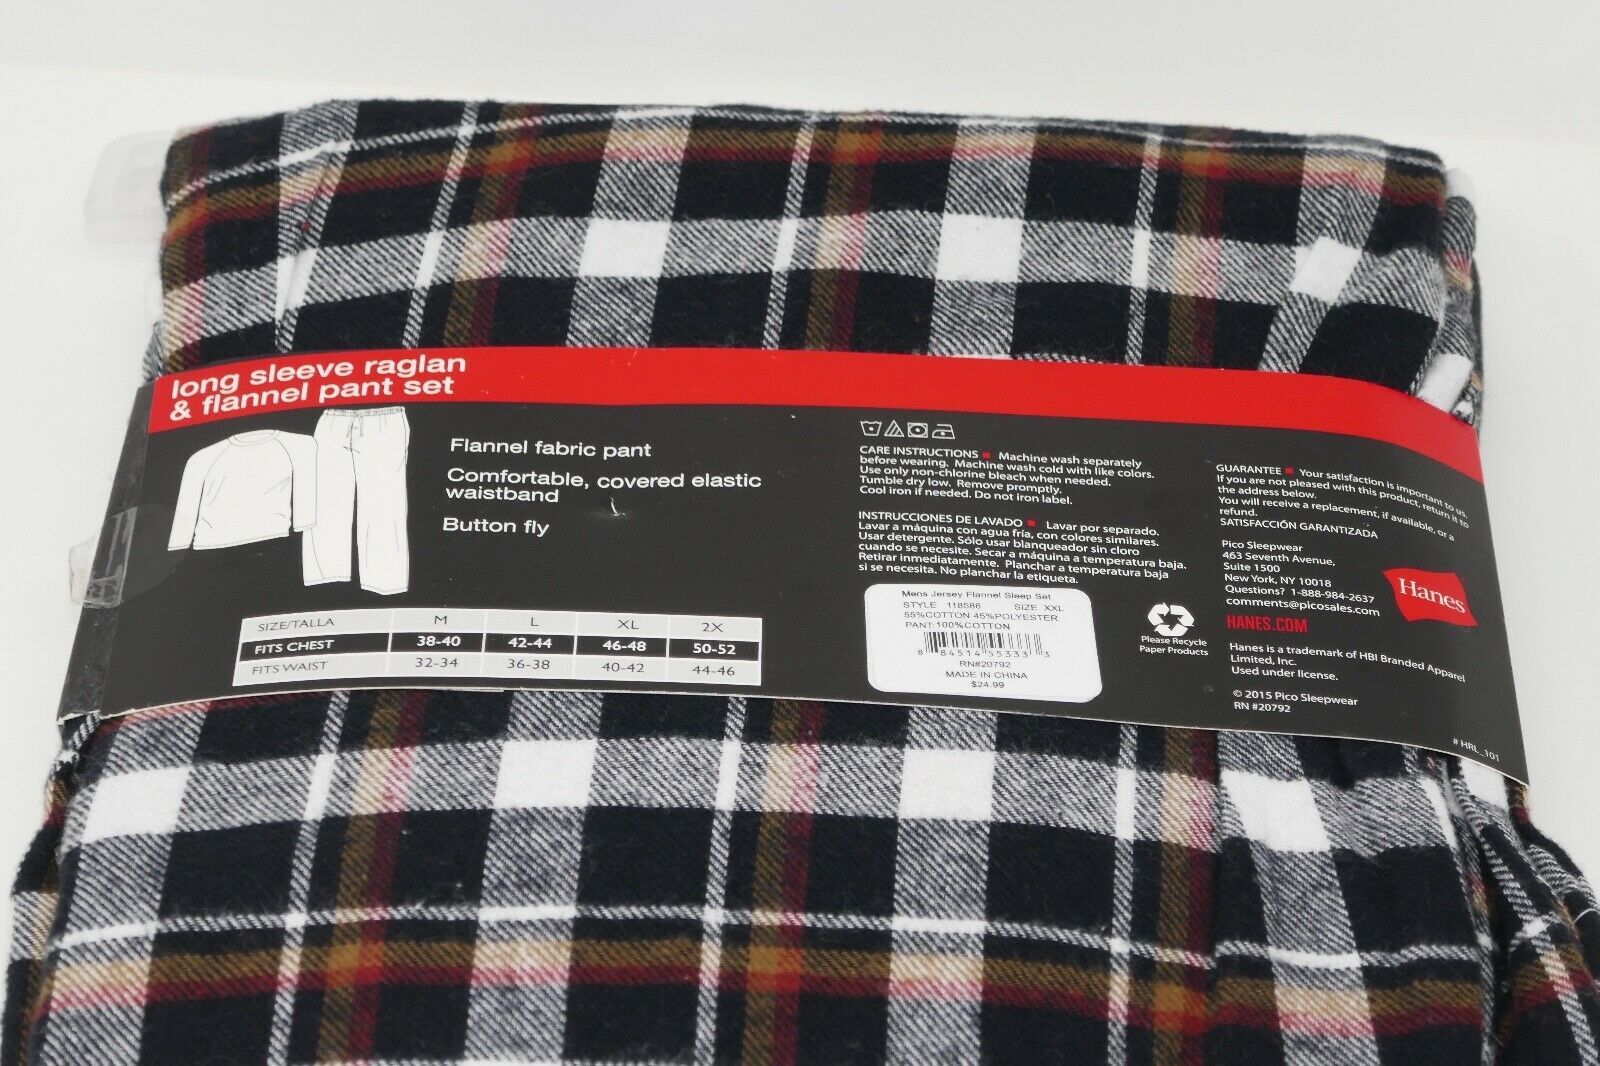 long sleeve raglan
& flannel pant set
Flannel fabric pant
Comfortable, covered elastic
waistband
Button fly
SIZE/TALLA M L XL 2X
FITS CHEST 38-40 42-44 46-48 50-52
FITS WAIST 32-34 36-38 40-42 44-46
CARE INSTRUCTIONS ■ Machine wash separately
before wearing. Machine wash cold with like colors.
Use only non-chlorine bleach when needed.
Tumble dry low. Remove promptly.
Cool iron if needed. Do not iron label.
INSTRUCCIONES DE LAVADO ■ Lavar por separado.
Lavar a máquina con agua fría, con colores similares.
Usar detergente. Sólo usar blanqueador sin cloro
cuando se necesite. Secar a máquina a temperatura baja.
Retirar inmediatamente. Planchar a temperatura baja
si se necesita. No planchar la etiqueta.
Mens Jersey Flannel Sleep Set
STYLE 118586 SIZE XXL
55%COTTON 45%POLYESTER
PANT:100%COTTON
8 84514 55333 3
RN#20792
MADE IN CHINA
$24.99
Please Recycle
Paper Products
GUARANTEE ■ Your satisfaction is important to us.
If you are not pleased with this product, return it to
the address below.
You will receive a replacement, if available, or a
refund.
SATISFACCIÓN GARANTIZADA
Pico Sleepwear
463 Seventh Avenue,
Suite 1500
New York, NY 10018
Questions? 1-888-984-2637
comments@picosales.com
HANES.COM
Hanes
Hanes is a trademark of HBI Branded Apparel
Limited, Inc.
Used under license.
© 2015 Pico Sleepwear
RN #20792
# HRL_101